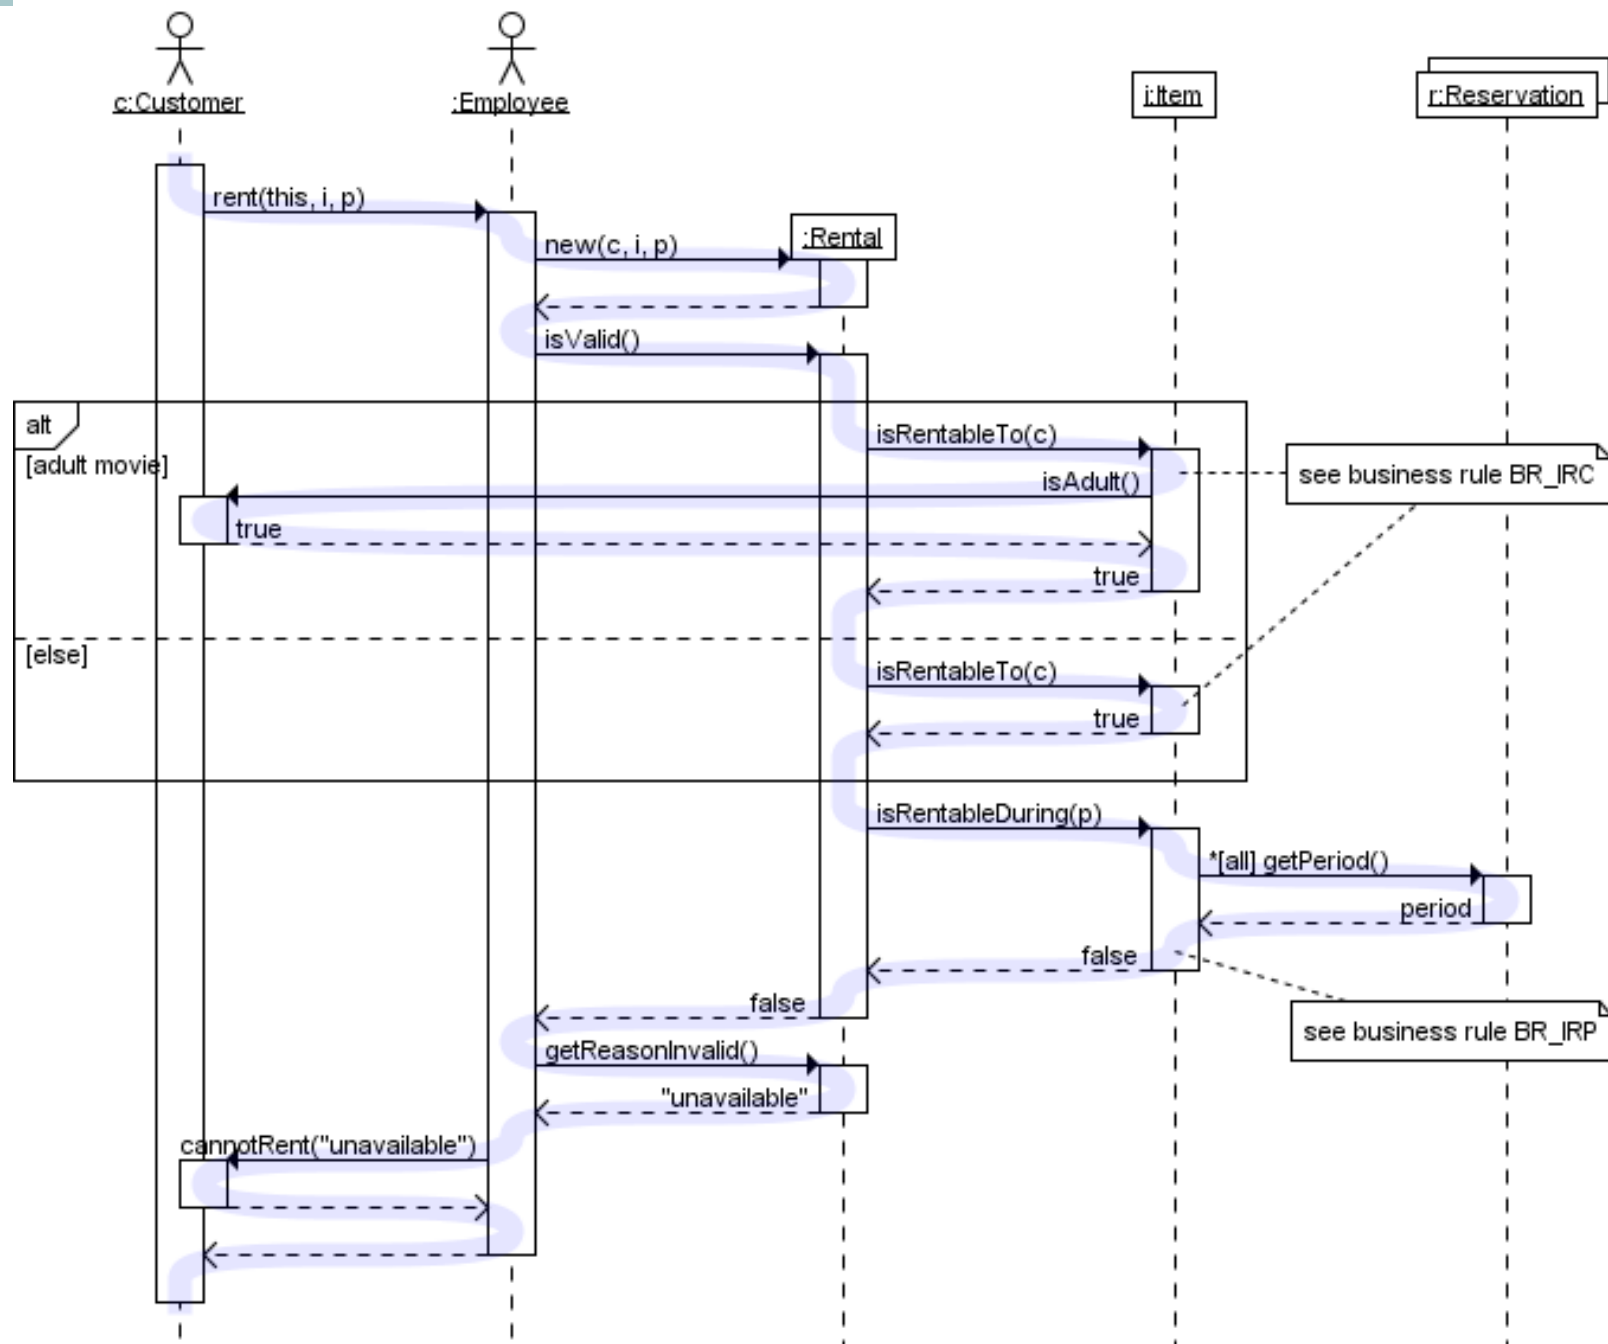 c:Customer
:Employee
i:Item
r:Reservation
rent(this, i, p)
new(c, i, p)
:Rental
isValid()
alt
[adult movie]
isRentableTo(c)
see business rule BR_IRC
isAdult()
true
true
[else]
isRentableTo(c)
true
isRentableDuring(p)
*[all] getPeriod()
period
false
false
see business rule BR_IRP
getReasonInvalid()
"unavailable"
cannotRent("unavailable")